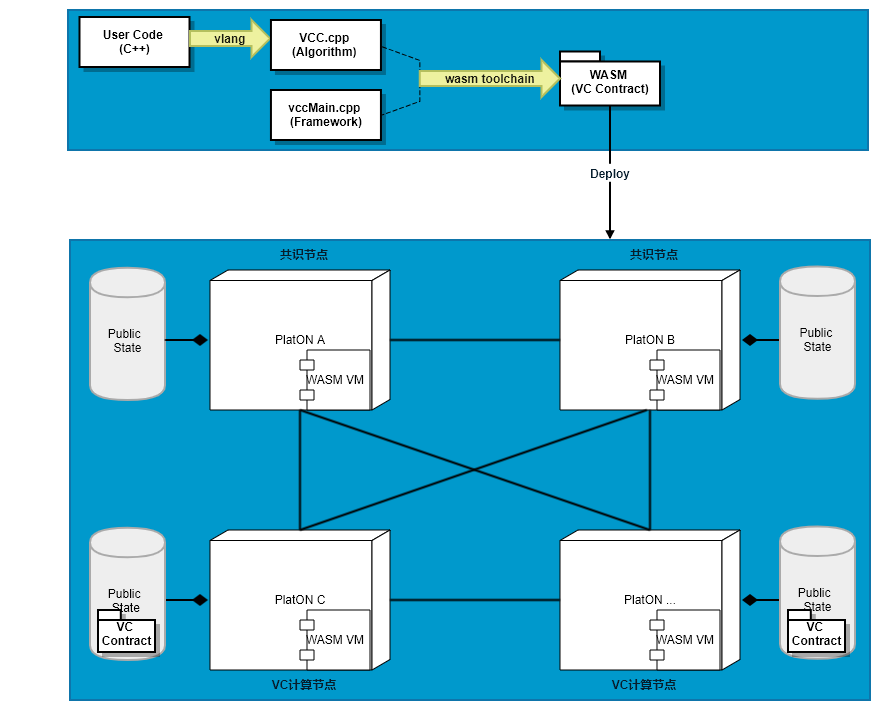 User Code
(C++)
vlang
VCC.cpp
(Algorithm)
vccMain.cpp
(Framework)
wasm toolchain
WASM
(VC Contract)
Deploy
共识节点
共识节点
Public
State
PlatON A
WASM VM
PlatON B
WASM VM
Public
State
Public
State
VC
Contract
PlatON C
WASM VM
PlatON ...
WASM VM
Public
State
VC
Contract
VC计算节点
VC计算节点